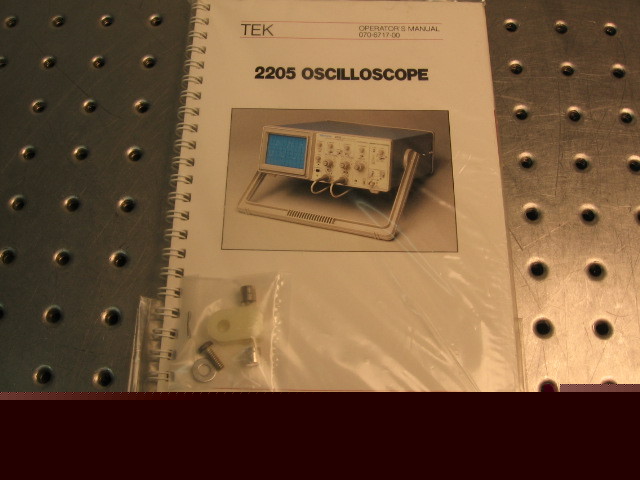 TEK
OPERATOR'S MANUAL
070-6717-00
2205 OSCILLOSCOPE